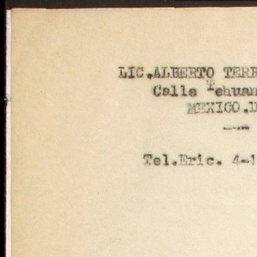 LIC.ALBERTO TERR
Calle Tehuan
MEXICO.D
Tel.Eric. 4-1